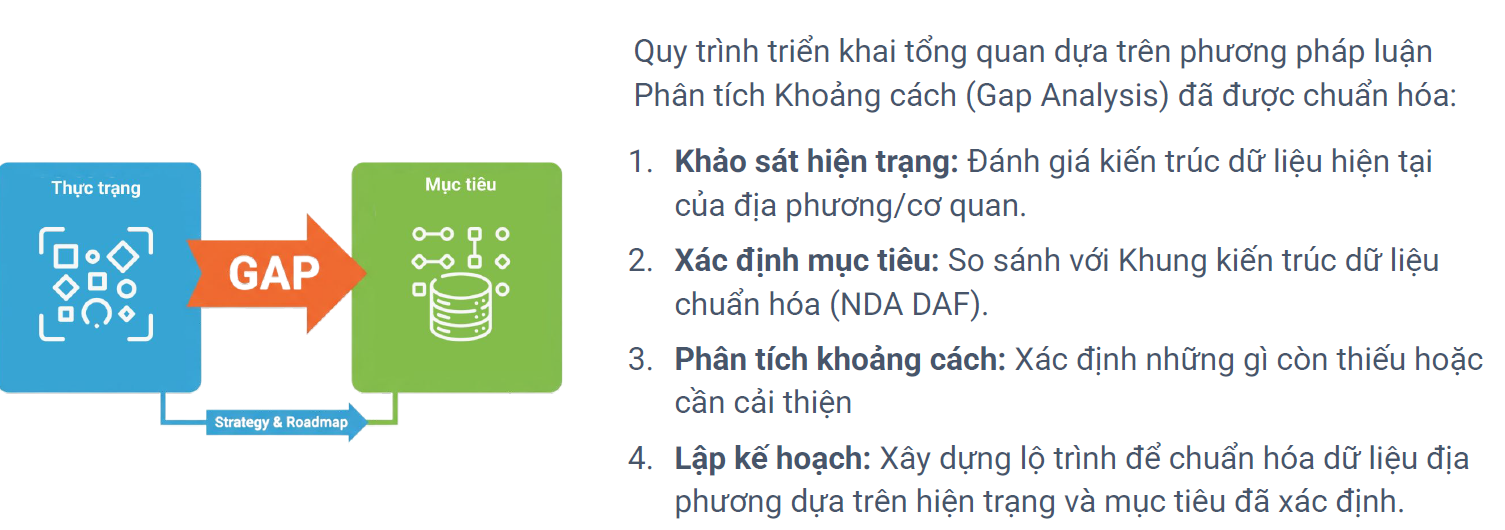 Thực trạng
GAP
Mục tiêu
Strategy & Roadmap
Quy trình triển khai tổng quan dựa trên phương pháp luận
Phân tích Khoảng cách (Gap Analysis) đã được chuẩn hóa:
1. Khảo sát hiện trạng: Đánh giá kiến trúc dữ liệu hiện tại
của địa phương/cơ quan.
2. Xác định mục tiêu: So sánh với Khung kiến trúc dữ liệu
chuẩn hóa (NDA DAF).
3. Phân tích khoảng cách: Xác định những gì còn thiếu hoặc
cần cải thiện
4. Lập kế hoạch: Xây dựng lộ trình để chuẩn hóa dữ liệu địa
phương dựa trên hiện trạng và mục tiêu đã xác định.